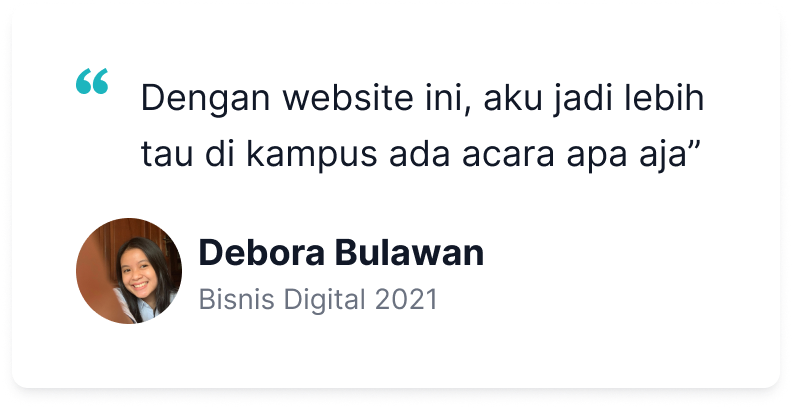 “ Dengan website ini, aku jadi lebih
tau di kampus ada acara apa aja”
Debora Bulawan
Bisnis Digital 2021